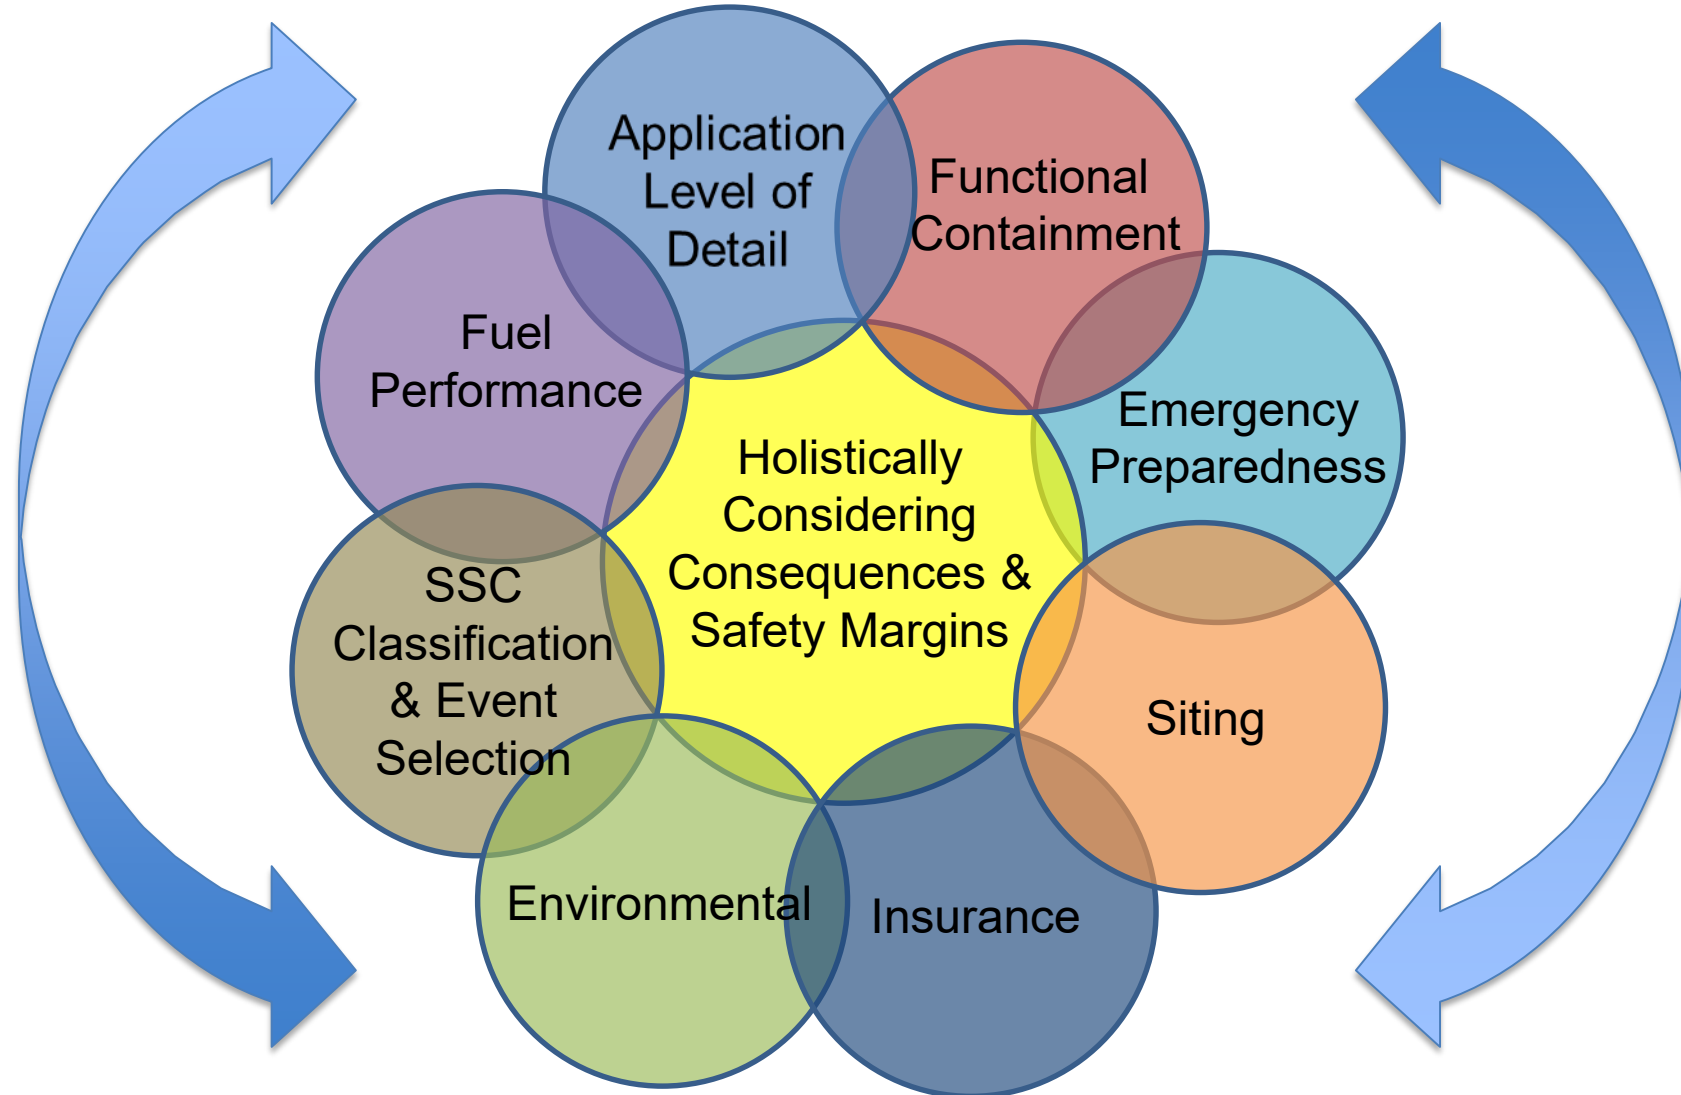 Application
Level of
Detail
Functional
Containment
Fuel
Performance
Emergency
Preparedness
Holistically
Considering
Consequences &
Safety Margins
SSC
Classification
& Event
Selection
Siting
Environmental
Insurance